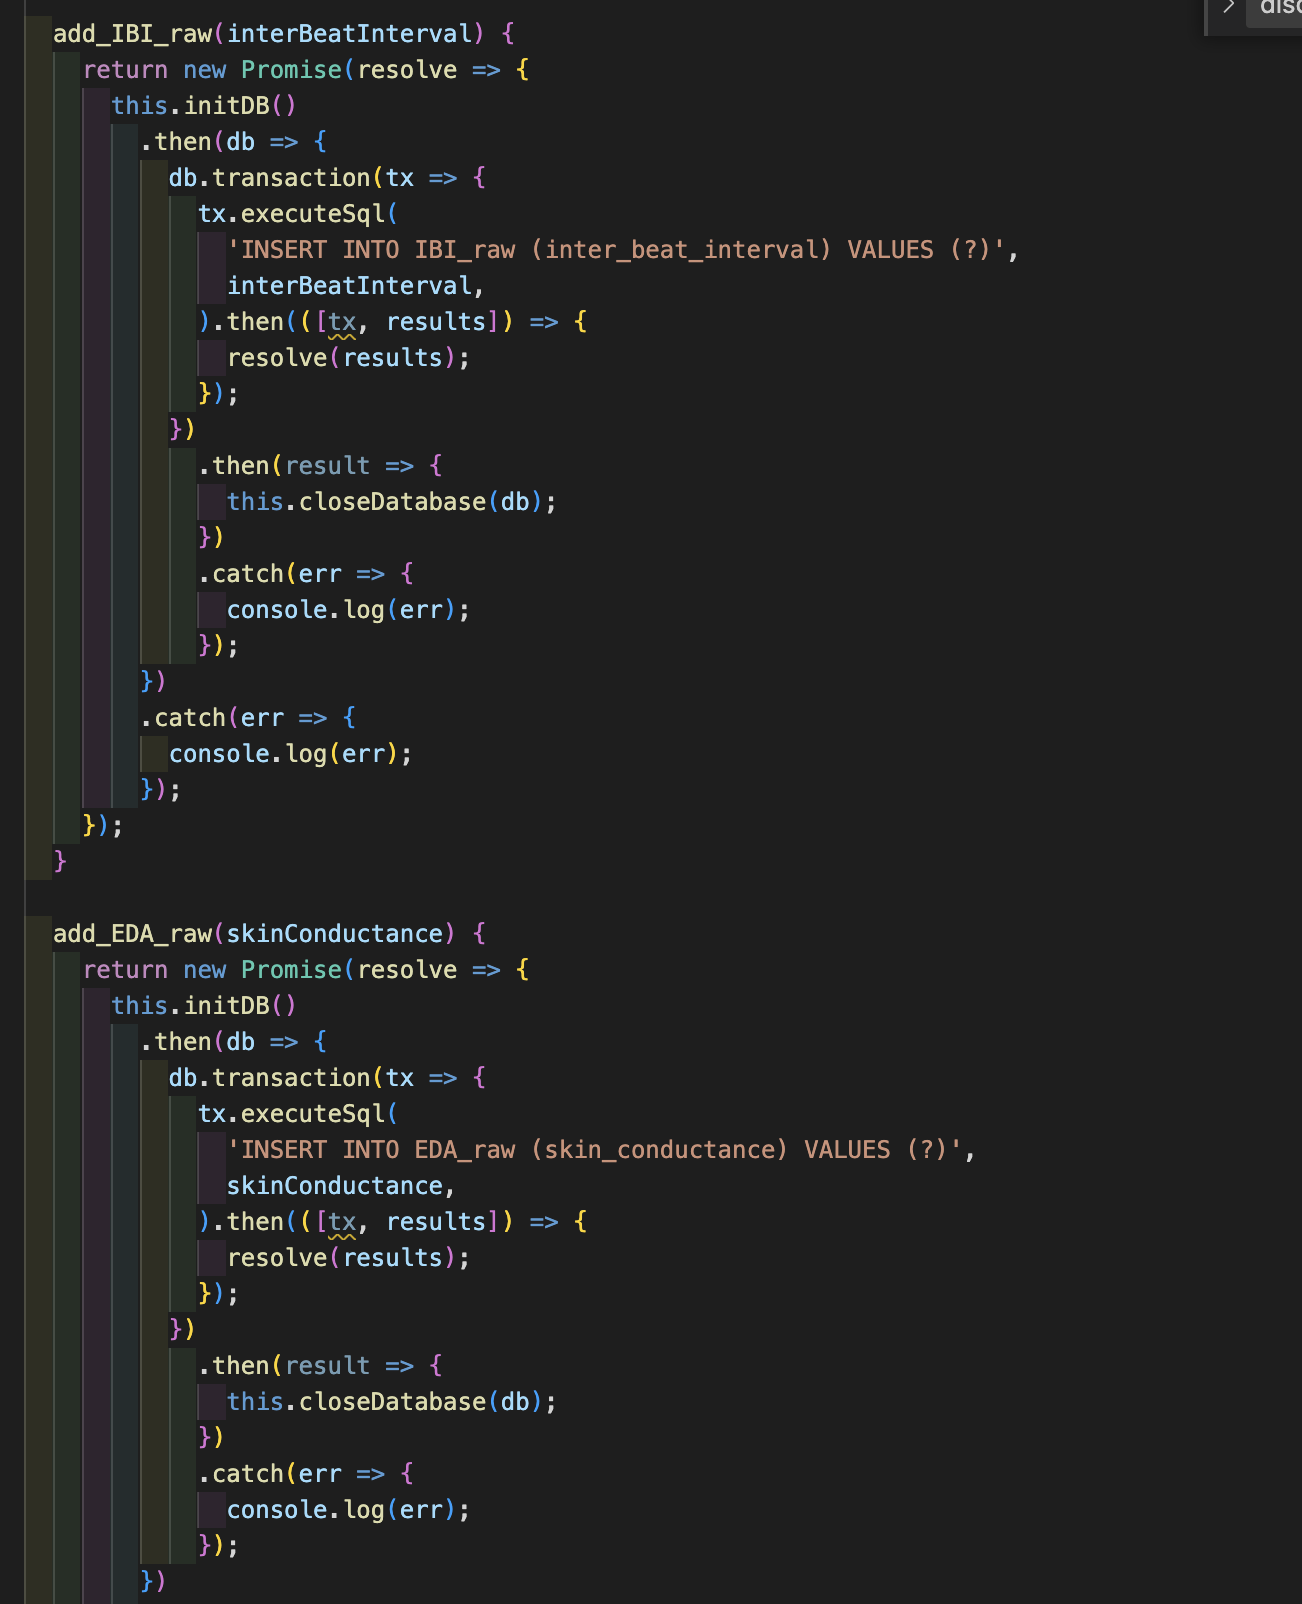 > disc
add_IBI_raw(interBeatInterval) {
return new Promise(resolve => {
this.initDB()
.then(db => {
db.transaction(tx => {
tx.executeSql(
'INSERT INTO IBI_raw (inter_beat_interval) VALUES (?)',
interBeatInterval,
).then(([tx, results]) => {
resolve(results);
});
})
.then(result => {
this.closeDatabase(db);
})
.catch(err => {
console.log(err);
});
})
.catch(err => {
console.log(err);
});
});
}
add_EDA_raw(skinConductance) {
return new Promise(resolve => {
this.initDB()
.then(db => {
db.transaction(tx => {
tx.executeSql(
'INSERT INTO EDA_raw (skin_conductance) VALUES (?)',
skinConductance,
).then(([tx, results]) => {
resolve(results);
});
})
.then(result => {
this.closeDatabase(db);
})
.catch(err => {
console.log(err);
});
})